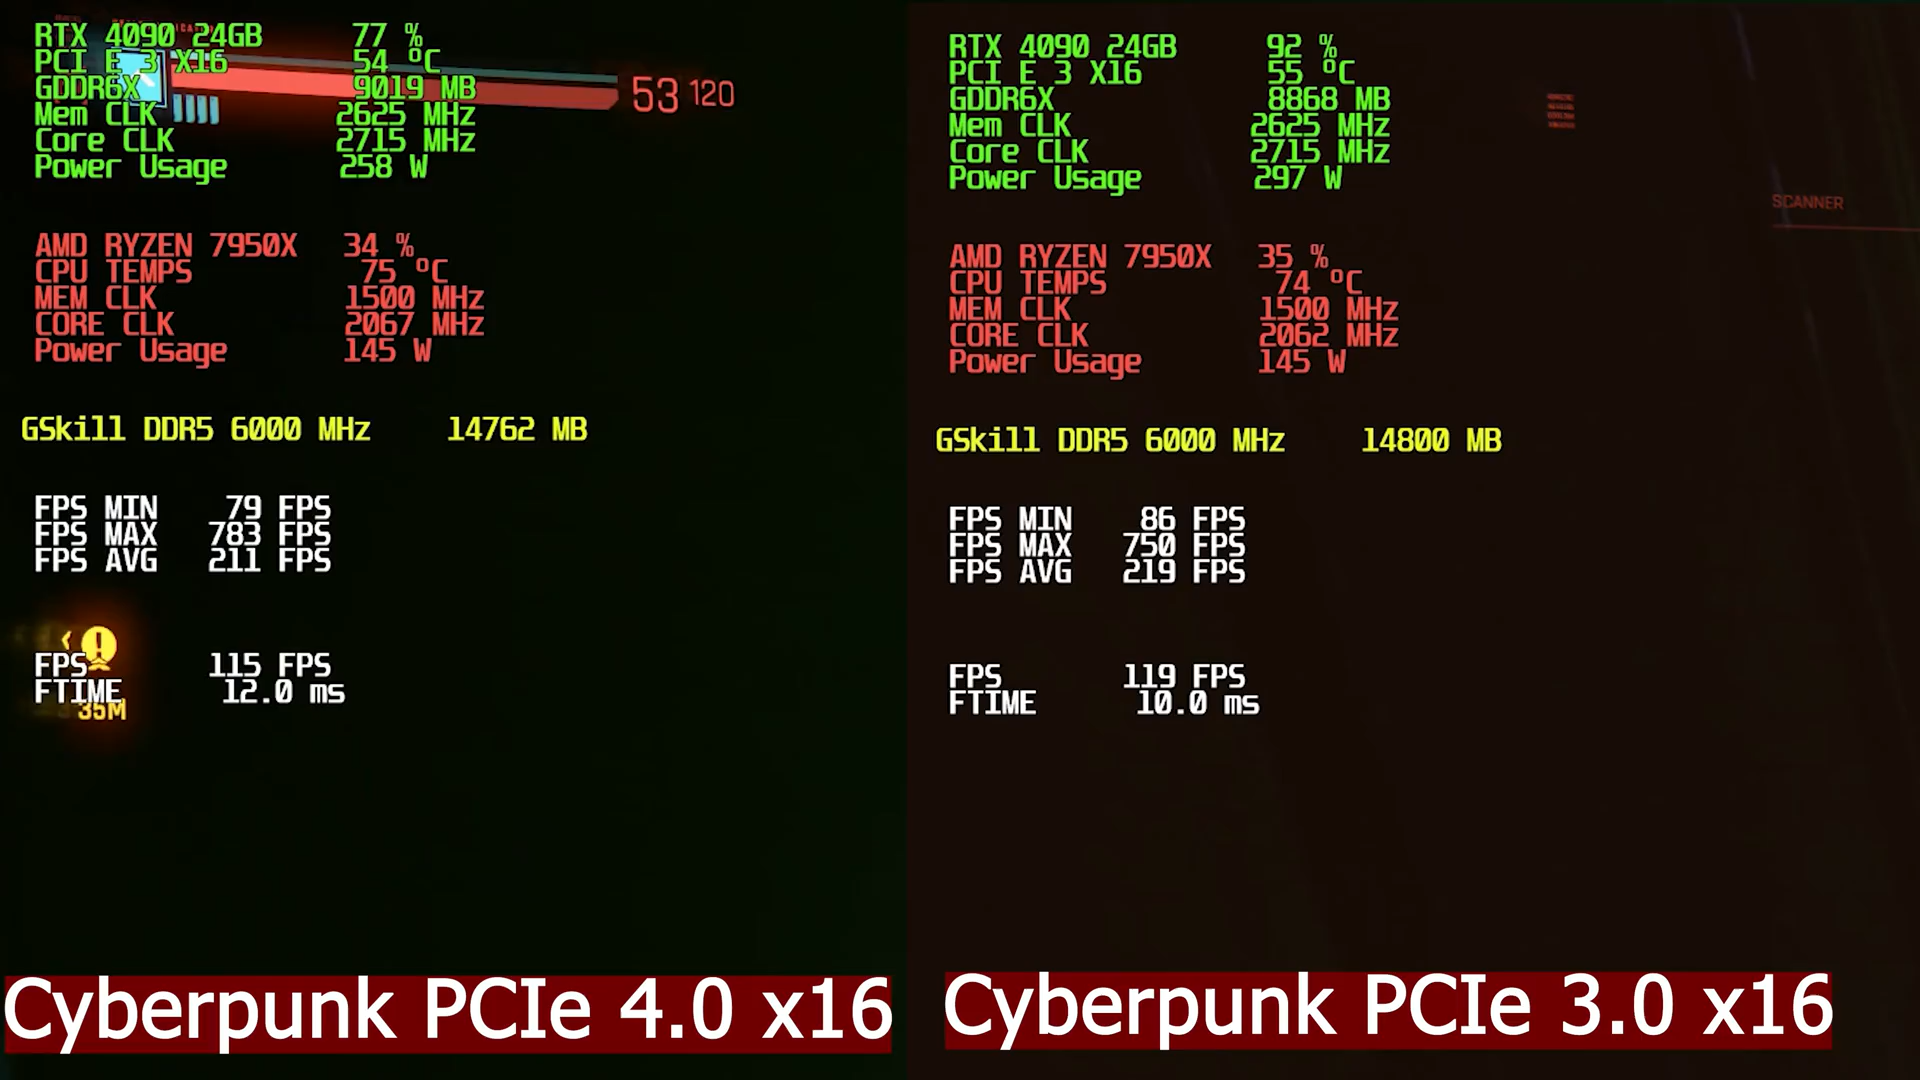 RTX 4090 24GB 77 %
PCI E 3 X16 54 ºC
GDDR6X 9019 MB
Mem CLK 2625 MHz
Core CLK 2715 MHz
Power Usage 258 W
53 120
AMD RYZEN 7950X 34 %
CPU TEMPS 75 ºC
MEM CLK 1500 MHz
CORE CLK 2067 MHz
Power Usage 145 W
GSkill DDR5 6000 MHz 14762 MB
FPS MIN 79 FPS
FPS MAX 783 FPS
FPS AVG 211 FPS
FPS 115 FPS
FTIME 12.0 ms
35M
Cyberpunk PCIe 4.0 x16
RTX 4090 24GB 92 %
PCI E 3 X16 55 ºC
GDDR6X 8868 MB
Mem CLK 2625 MHz
Core CLK 2715 MHz
Power Usage 297 W
SCANNER
AMD RYZEN 7950X 35 %
CPU TEMPS 74 ºC
MEM CLK 1500 MHz
CORE CLK 2062 MHz
Power Usage 145 W
GSkill DDR5 6000 MHz 14800 MB
FPS MIN 86 FPS
FPS MAX 750 FPS
FPS AVG 219 FPS
FPS 119 FPS
FTIME 10.0 ms
Cyberpunk PCIe 3.0 x16